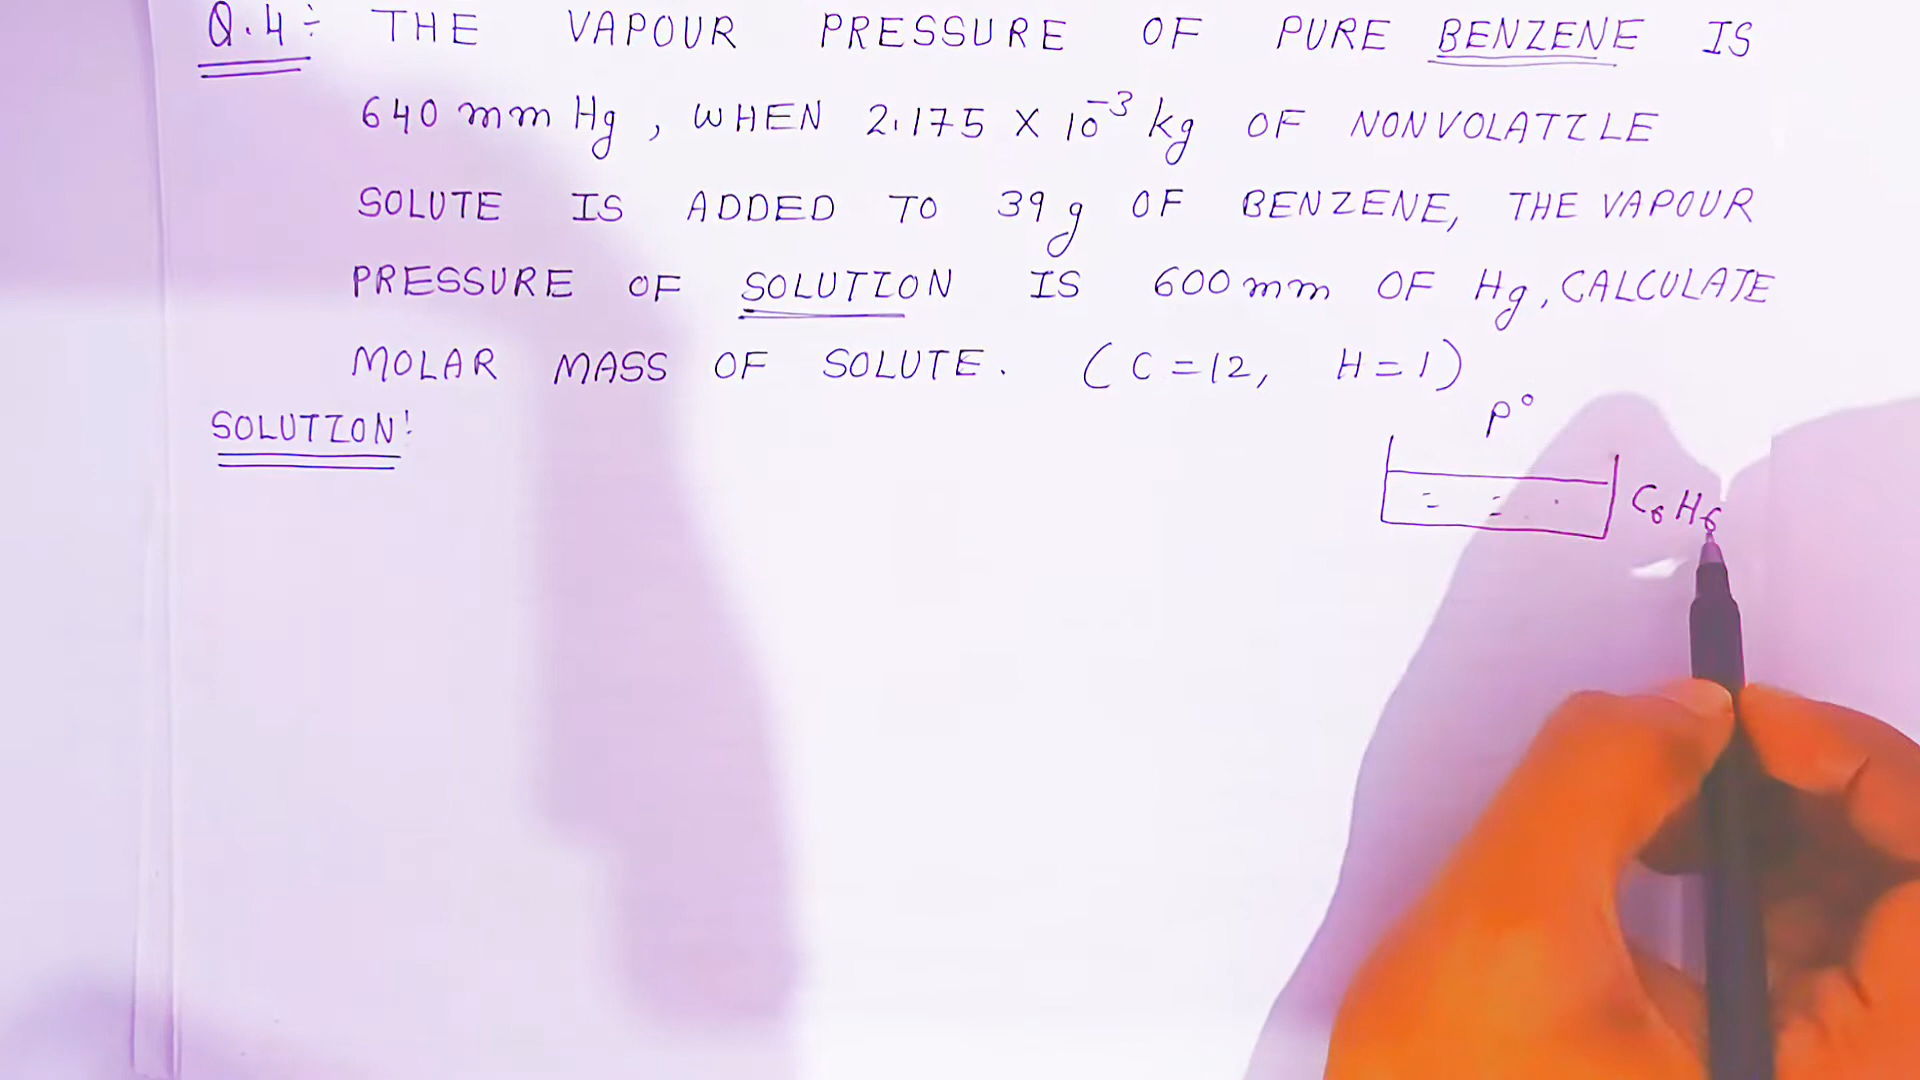 Q.4÷ THE VAPOUR PRESSURE OF PURE BENZENE IS
640 mm Hg, WHEN 2.175 X 10⁻³ kg OF NONVOLATILE
SOLUTE IS ADDED TO 39 g OF BENZENE, THE VAPOUR
PRESSURE OF SOLUTION IS 600 mm OF Hg, CALCULATE
MOLAR MASS OF SOLUTE. (C=12, H=1)
SOLUTION:
P°
C₆H₆